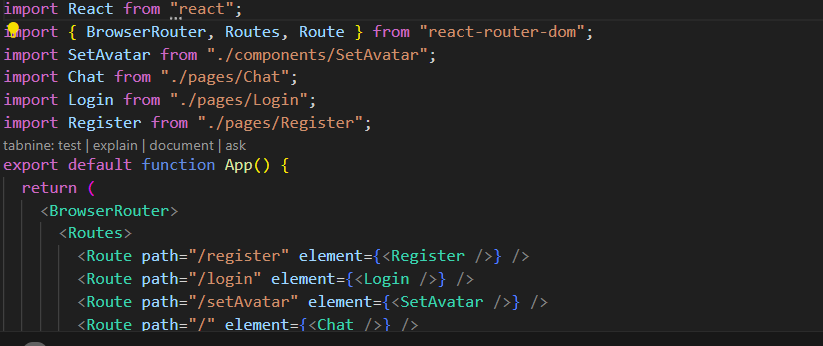 import React from "react";
import { BrowserRouter, Routes, Route } from "react-router-dom";
import SetAvatar from "./components/SetAvatar";
import Chat from "./pages/Chat";
import Login from "./pages/Login";
import Register from "./pages/Register";
tabnine: test | explain | document | ask
export default function App() {
  return (
    <BrowserRouter>
      <Routes>
        <Route path="/register" element={<Register />} />
        <Route path="/login" element={<Login />} />
        <Route path="/setAvatar" element={<SetAvatar />} />
        <Route path="/" element={<Chat />} />